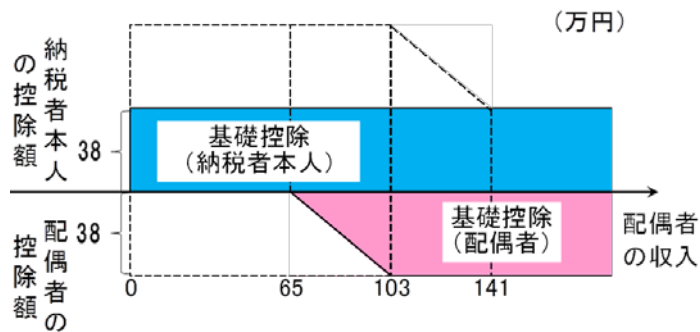 (万円)
納税者本人
の控除額
38
基礎控除
(納税者本人)
配偶者の
控除額
38
基礎控除
(配偶者)
配偶者
の収入
0
65
103
141